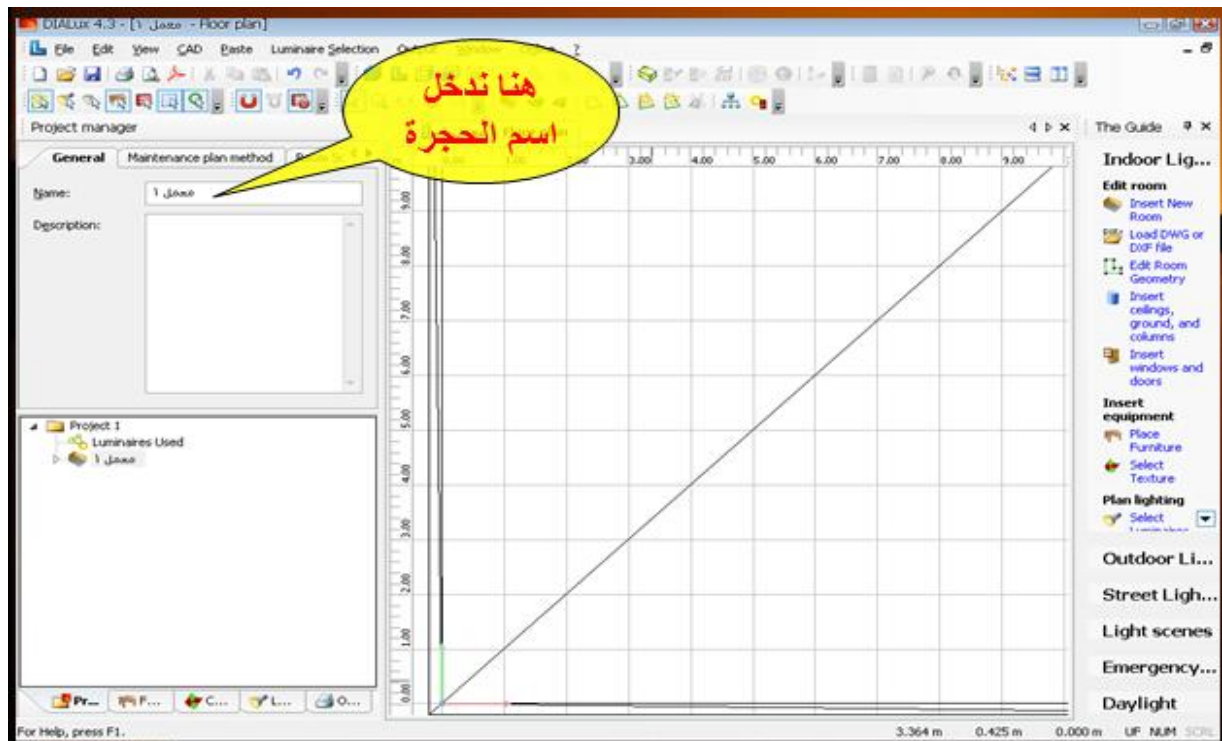 DIALux 4.3 - [معمل ١ - Floor plan]
File Edit View CAD Paste Luminaire Selection
?
هنا ندخل
اسم الحجرة
Project manager
The Guide
General Maintenance plan method
Name: معمل ١
Description:
3.00 4.00 5.00 6.00 7.00 8.00 9.00
9.00
8.00
7.00
6.00
5.00
4.00
3.00
2.00
1.00
0.00
Project 1
Luminaires Used
معمل ١
Pr... F... C... L... O...
Indoor Lig...
Edit room
Insert New
Room
Load DWG or
DXF file
Edit Room
Geometry
Insert
ceilings,
ground, and
columns
Insert
windows and
doors
Insert
equipment
Place
Furniture
Select
Texture
Plan lighting
Select
Outdoor Li...
Street Ligh...
Light scenes
Emergency...
Daylight
For Help, press F1.
3.364 m 0.425 m 0.000 m UF NUM SCRL